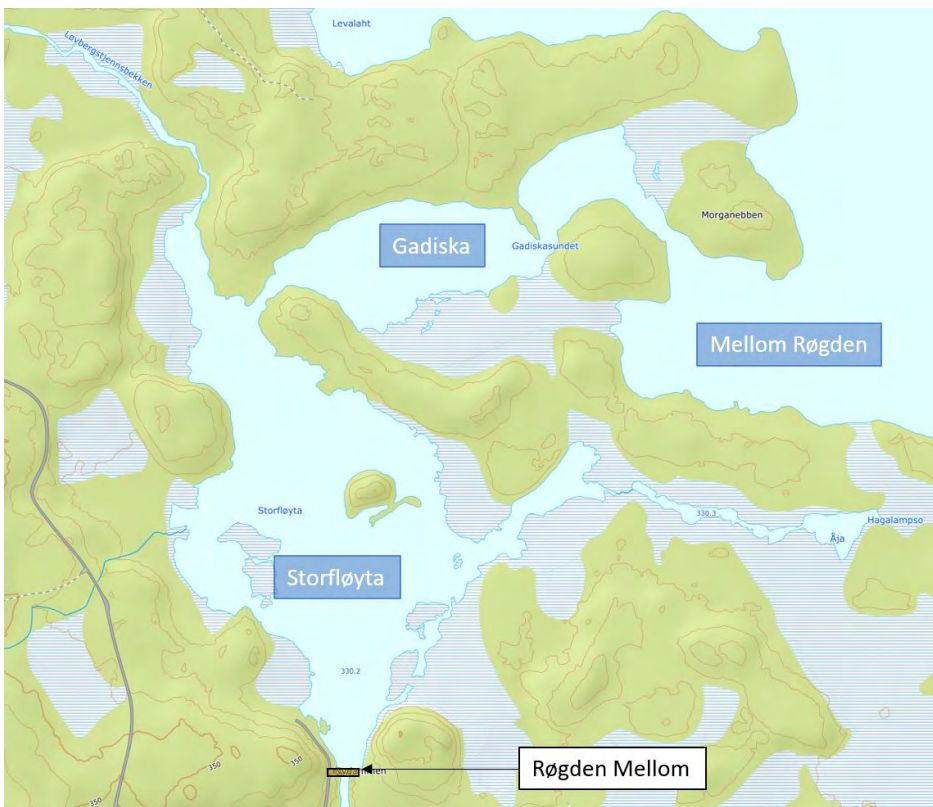 Levalaht
Løvbergstjennsbekken
Morganebben
Gadiska
Gadiskasundet
Mellom Røgden
Storfløyta
330.3
Hagalampso
Åja
Storfløyta
330.2
350
350
350
Røgden Mellom